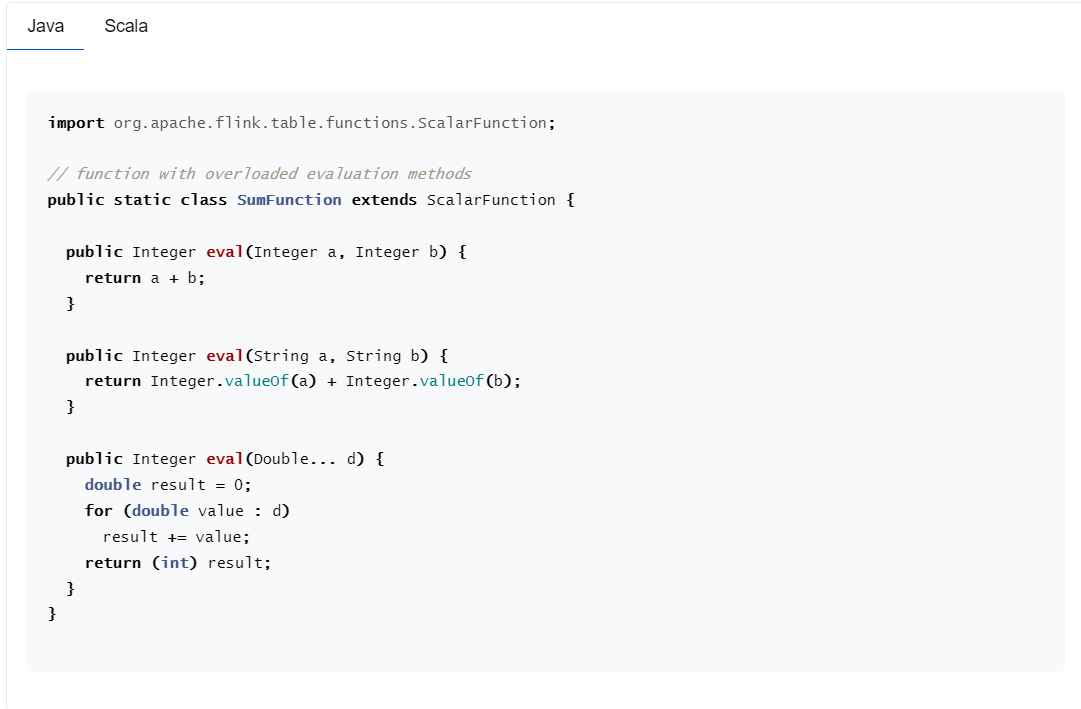 Java Scala
import org.apache.flink.table.functions.ScalarFunction;
// function with overloaded evaluation methods
public static class SumFunction extends ScalarFunction {
  public Integer eval(Integer a, Integer b) {
    return a + b;
  }
  public Integer eval(String a, String b) {
    return Integer.valueOf(a) + Integer.valueOf(b);
  }
  public Integer eval(Double... d) {
    double result = 0;
    for (double value : d)
      result += value;
    return (int) result;
  }
}